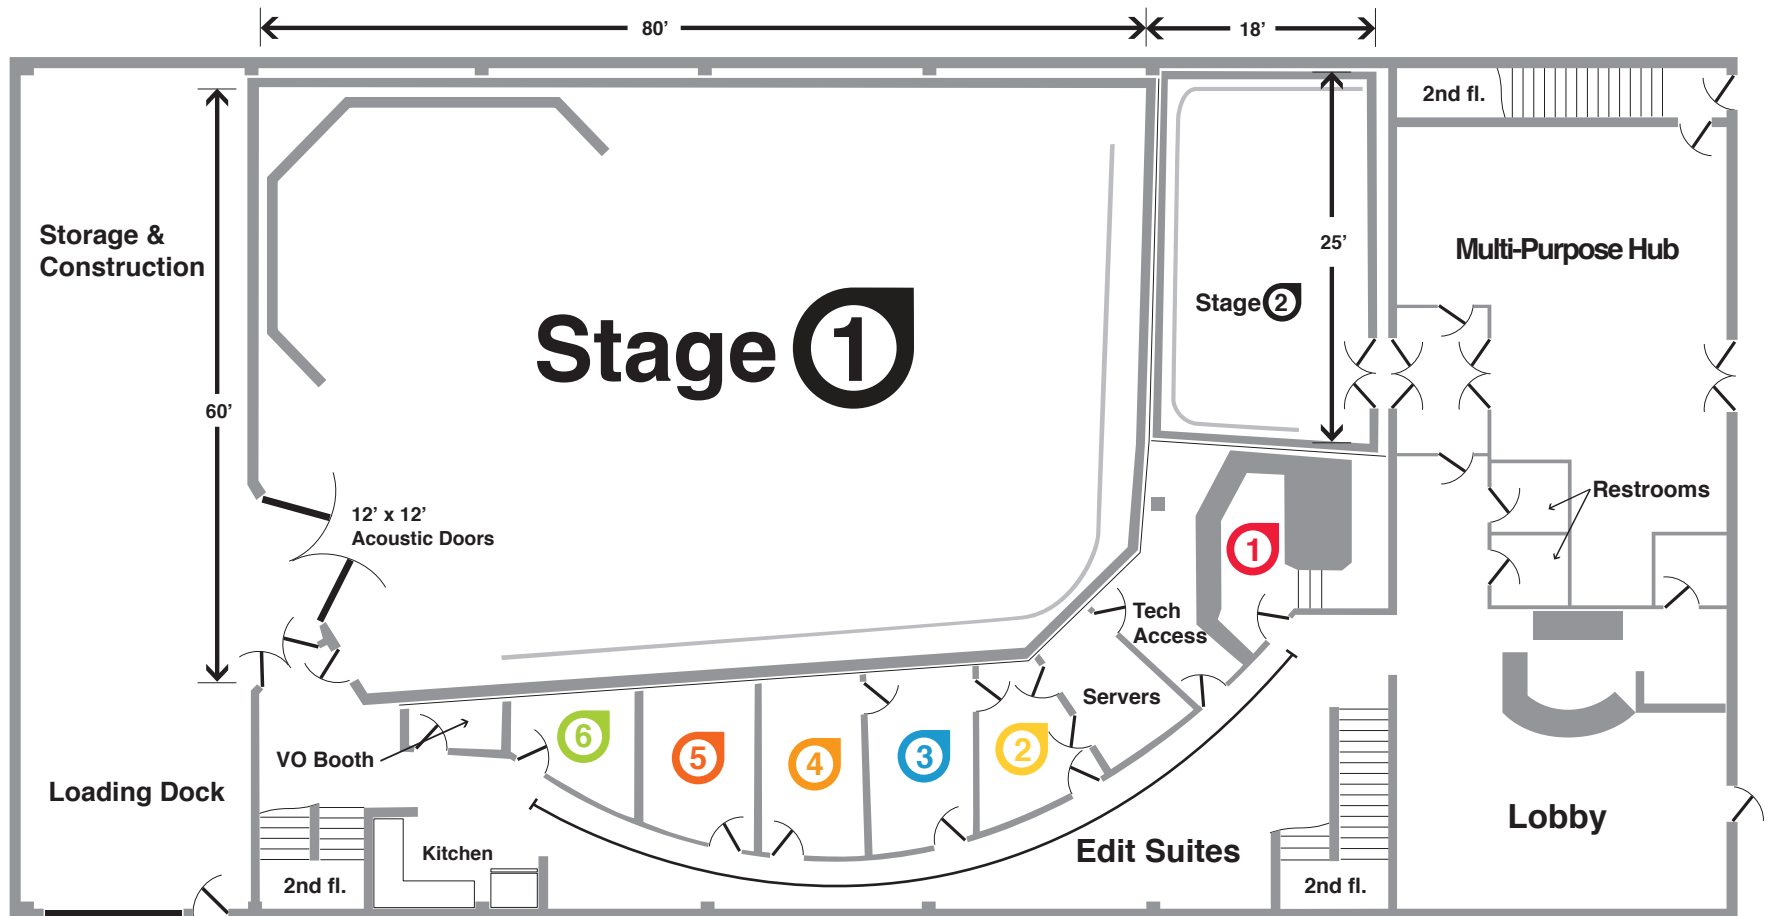 80’
18’
2nd fl.
Storage &
Construction
25’
Multi-Purpose Hub
Stage 1
Stage 2
60’
12’ x 12’
Acoustic Doors
Restrooms
1
Tech
Access
Servers
6
5
4
3
2
VO Booth
Loading Dock
Lobby
Kitchen
Edit Suites
2nd fl.
2nd fl.